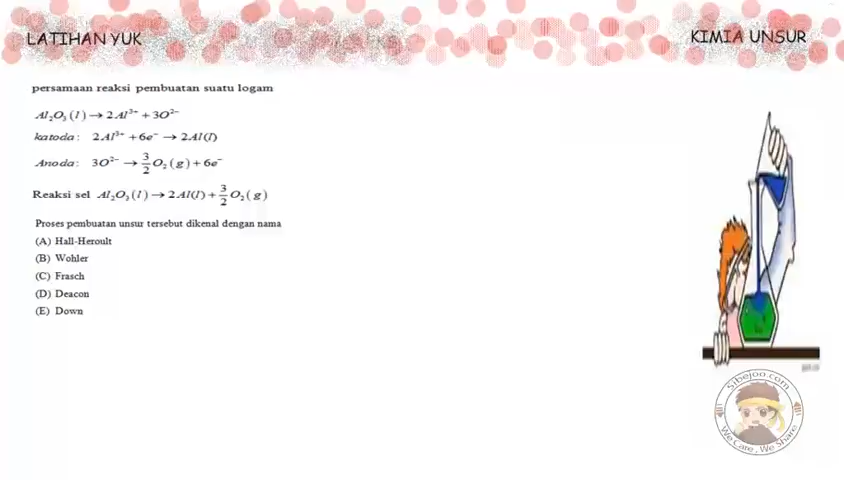 LATIHAN YUK
KIMIA UNSUR
persamaan reaksi pembuatan suatu logam
Al₂O₃(l) → 2Al³⁺ + 3O²⁻
katoda : 2Al³⁺ + 6e⁻ → 2Al(l)
Anoda : 3O²⁻ → 3/2 O₂(g) + 6e⁻
Reaksi sel Al₂O₃(l) → 2Al(l) + 3/2 O₂(g)
Proses pembuatan unsur tersebut dikenal dengan nama
(A) Hall-Heroult
(B) Wohler
(C) Frasch
(D) Deacon
(E) Down
Sibejoo.com
We Care, We Share